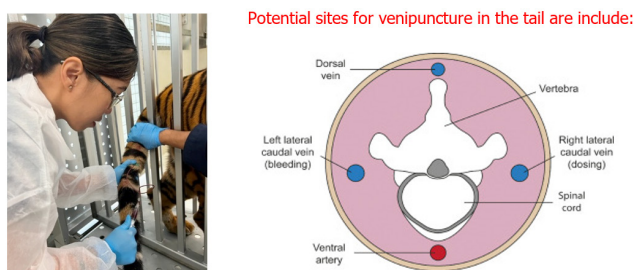 Potential sites for venipuncture in the tail are include:
Dorsal
vein
Vertebra
Left lateral
caudal vein
(bleeding)
Right lateral
caudal vein
(dosing)
Spinal
cord
Ventral
artery